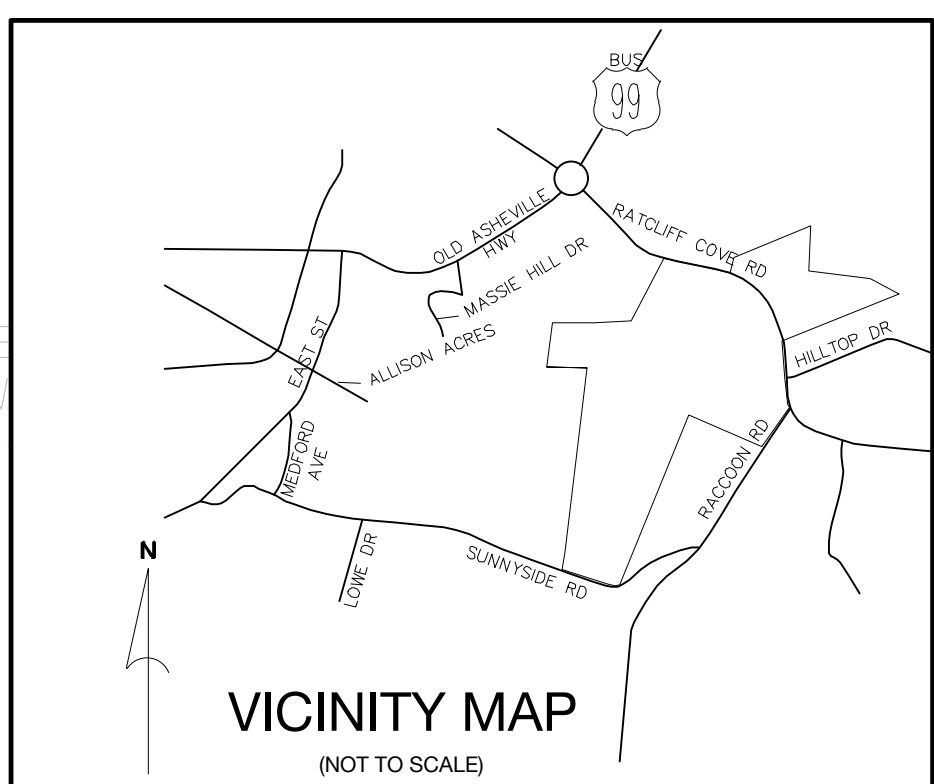 BUS
99
OLD ASHEVILLE
HWY
RATCLIFF COVE RD
MASSIE HILL DR
ALLISON ACRES
EAST ST
HILLTOP DR
MEDFORD
AVE
RACCOON RD
SUNNYSIDE RD
LOWE DR
N
VICINITY MAP
(NOT TO SCALE)